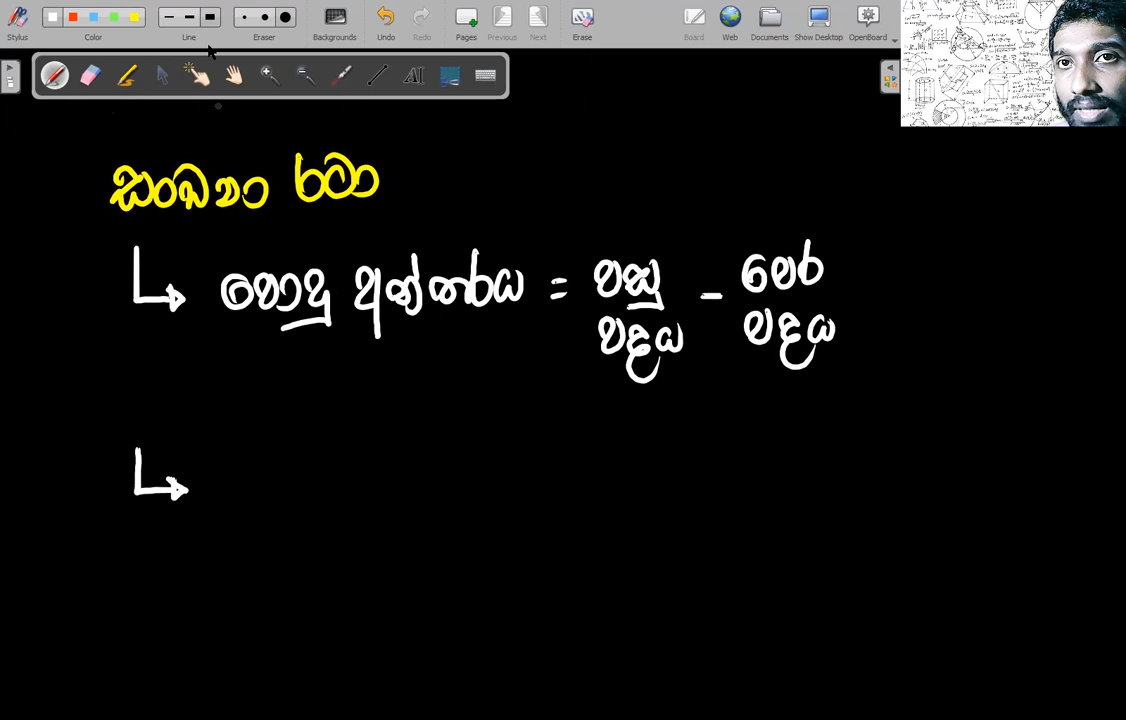 Stylus
Color
Line
Eraser
Backgrounds
Undo
Redo
Pages
Previous
Next
Erase
Board
Web
Documents
Show Desktop
OpenBoard
සංඛ්‍යා රටා
පොදු අන්තරය = පසු පදය - පෙර පදය